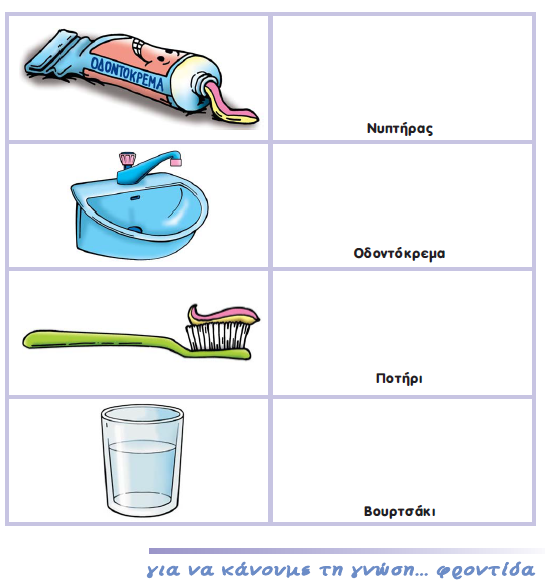 ΟΔΟΝΤΟΚΡΕΜΑ
Νυπτήρας
Οδοντόκρεμα
Ποτήρι
Βουρτσάκι
για να κάνουμε τη γνώση... φροντίδα